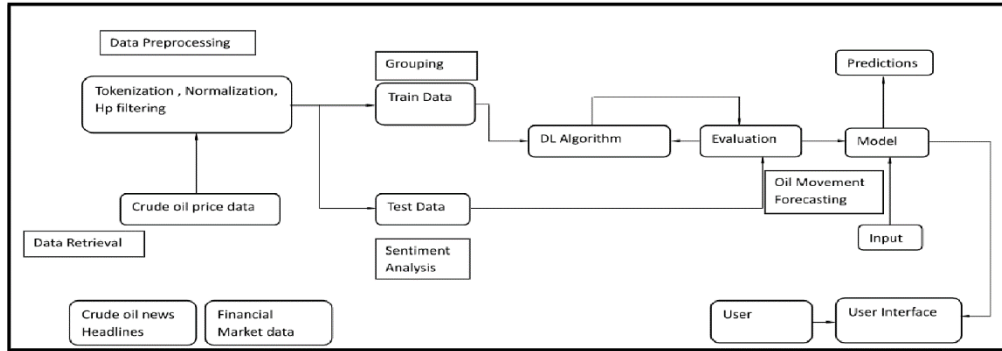 Data Preprocessing
Tokenization , Normalization,
Hp filtering
Crude oil price data
Data Retrieval
Crude oil news
Headlines
Financial
Market data
Grouping
Train Data
Test Data
Sentiment
Analysis
DL Algorithm
Evaluation
Oil Movement
Forecasting
Predictions
Model
Input
User
User Interface